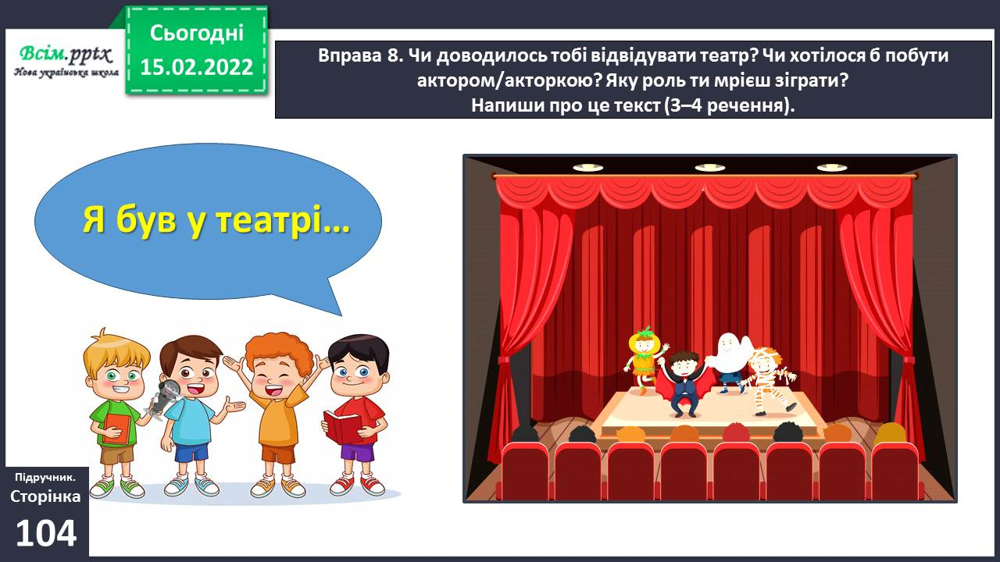 Всім.pptx
Нова українська школа
Сьогодні
15.02.2022
Вправа 8. Чи доводилось тобі відвідувати театр? Чи хотілося б побути
актором/акторкою? Яку роль ти мрієш зіграти?
Напиши про це текст (3–4 речення).
Я був у театрі...
Підручник.
Сторінка
104